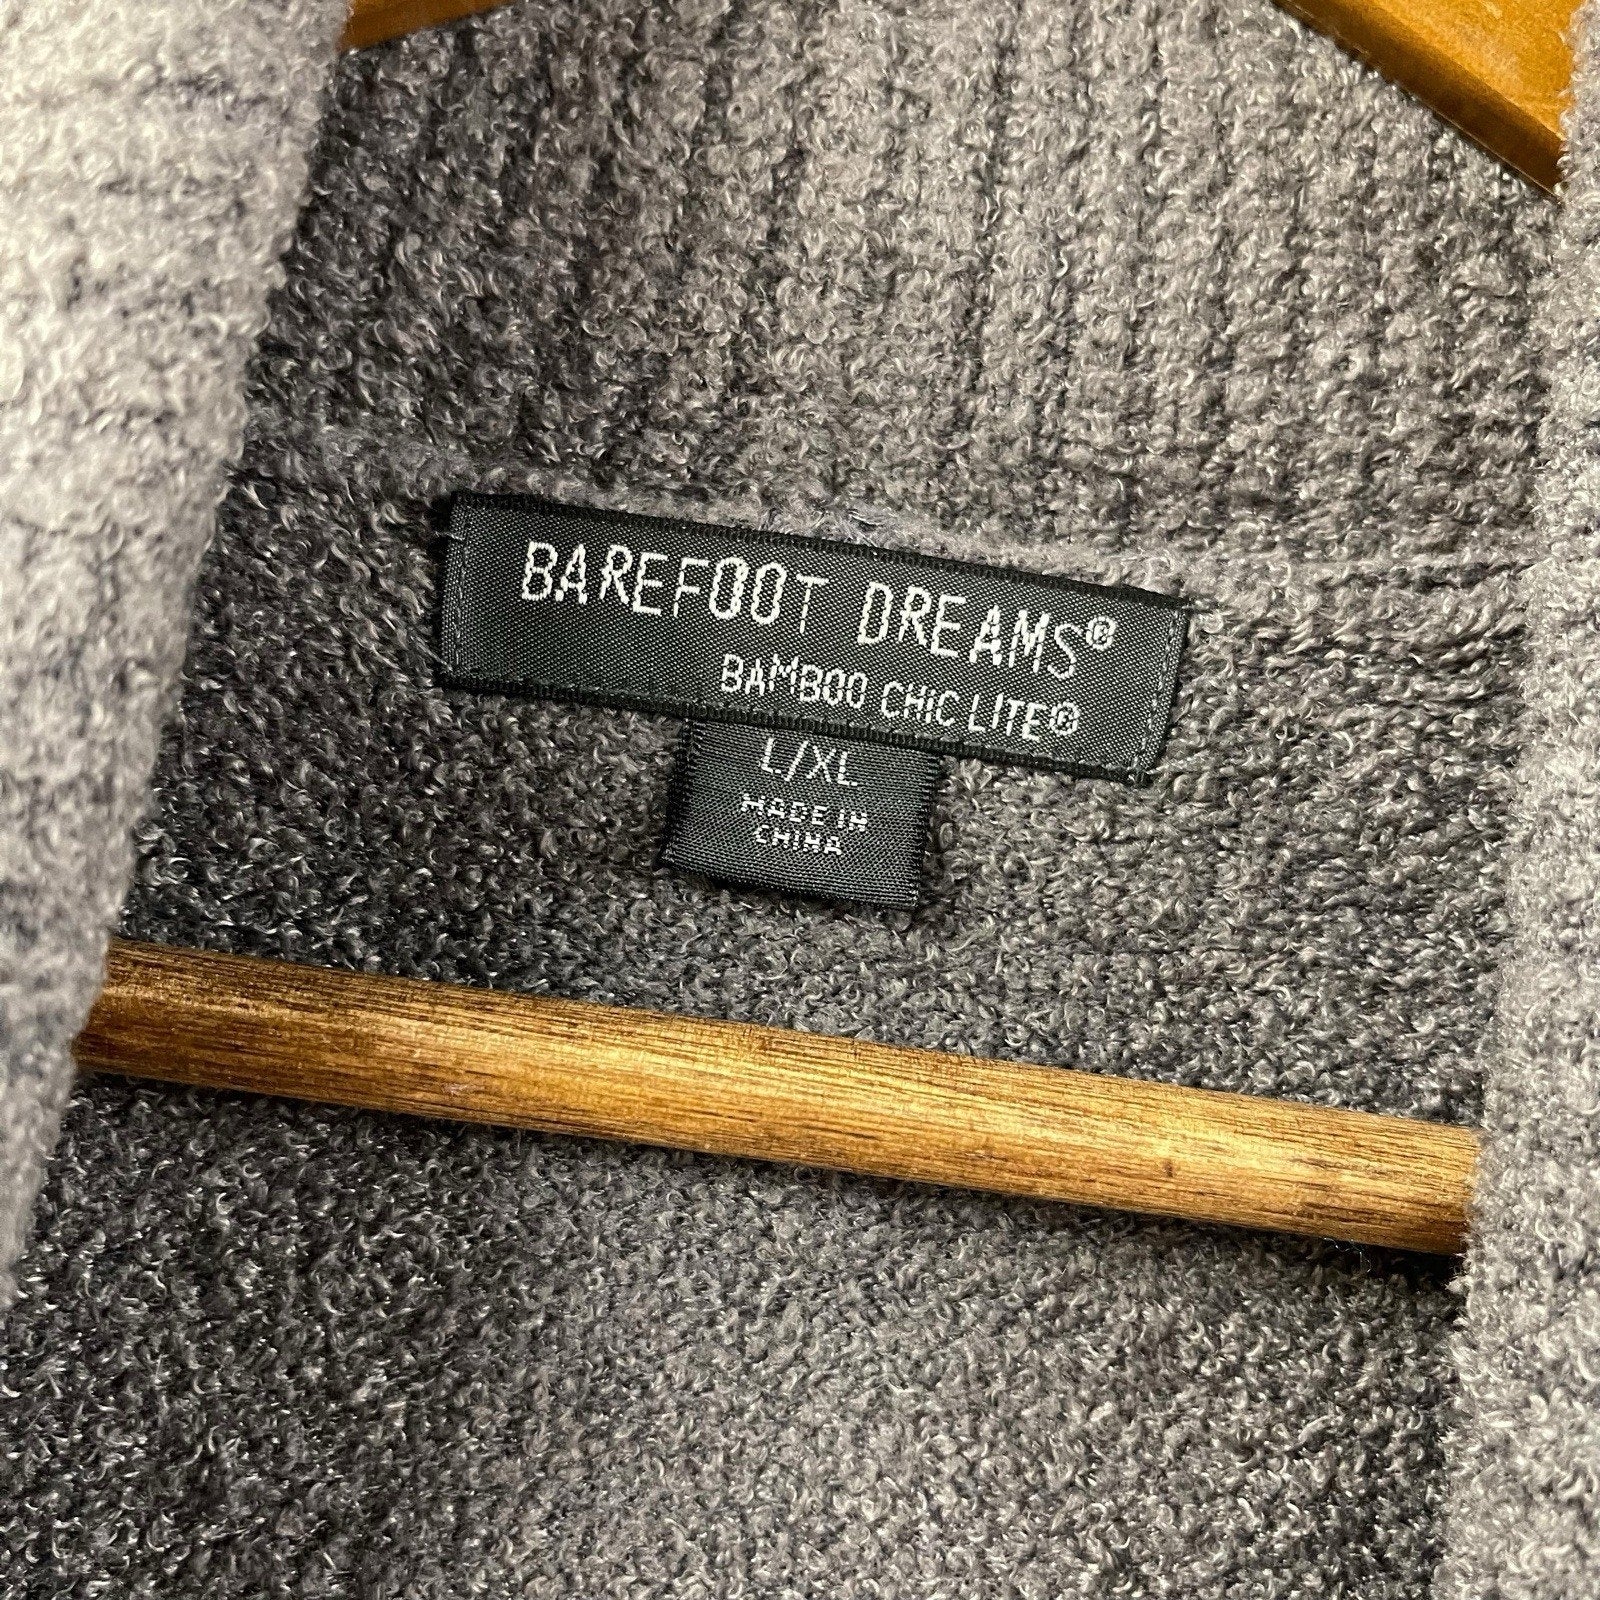 BAREFOOT DREAMS®
BAMBOO CHIC LITE®
L/XL
MADE IN
CHINA